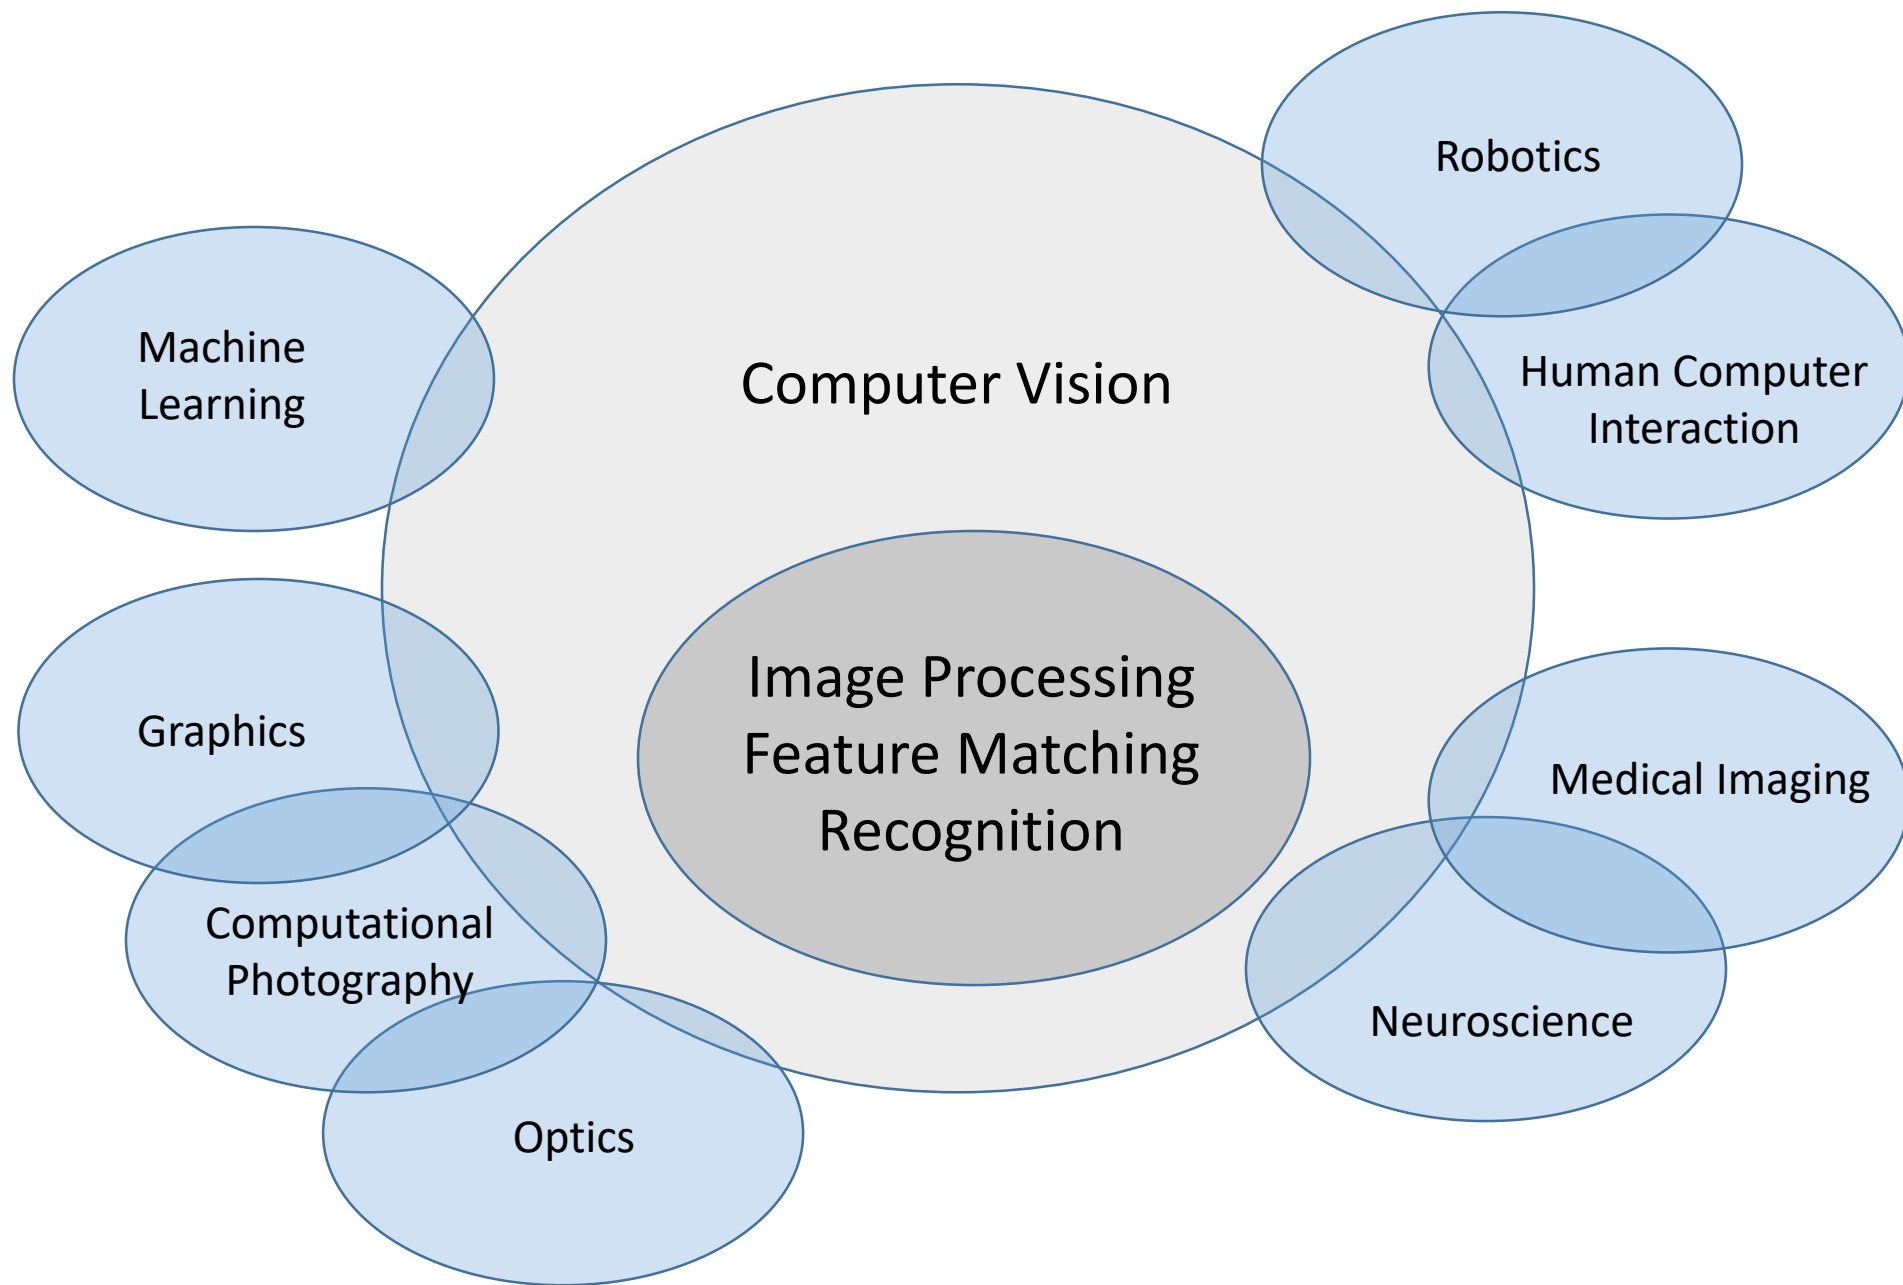 Robotics
Machine
Learning
Computer Vision
Human Computer
Interaction
Image Processing
Feature Matching
Recognition
Graphics
Medical Imaging
Computational
Photography
Neuroscience
Optics